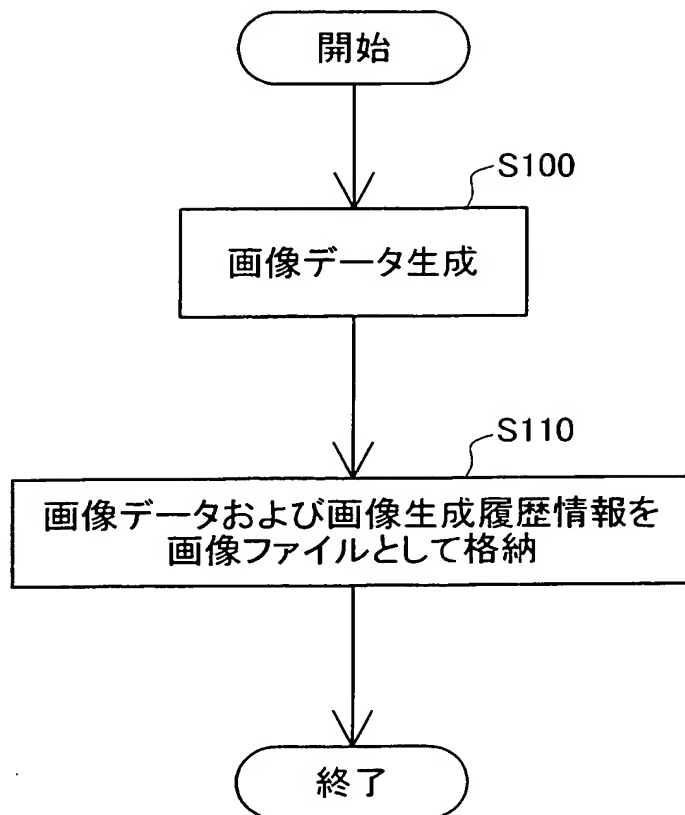 開始
S100
画像データ生成
S110
画像データおよび画像生成履歴情報を
画像ファイルとして格納
終了